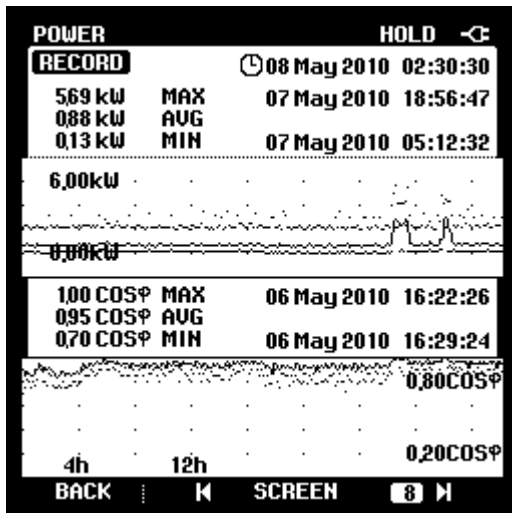 POWER HOLD
RECORD 08 May 2010 02:30:30
5,69 kW MAX 07 May 2010 18:56:47
0,88 kW AVG
0,13 kW MIN 07 May 2010 05:12:32
6,00kW
0,00kW
1,00 COSφ MAX 06 May 2010 16:22:26
0,95 COSφ AVG
0,70 COSφ MIN 06 May 2010 16:29:24
0,80COSφ
0,20COSφ
4h 12h
BACK SCREEN 8